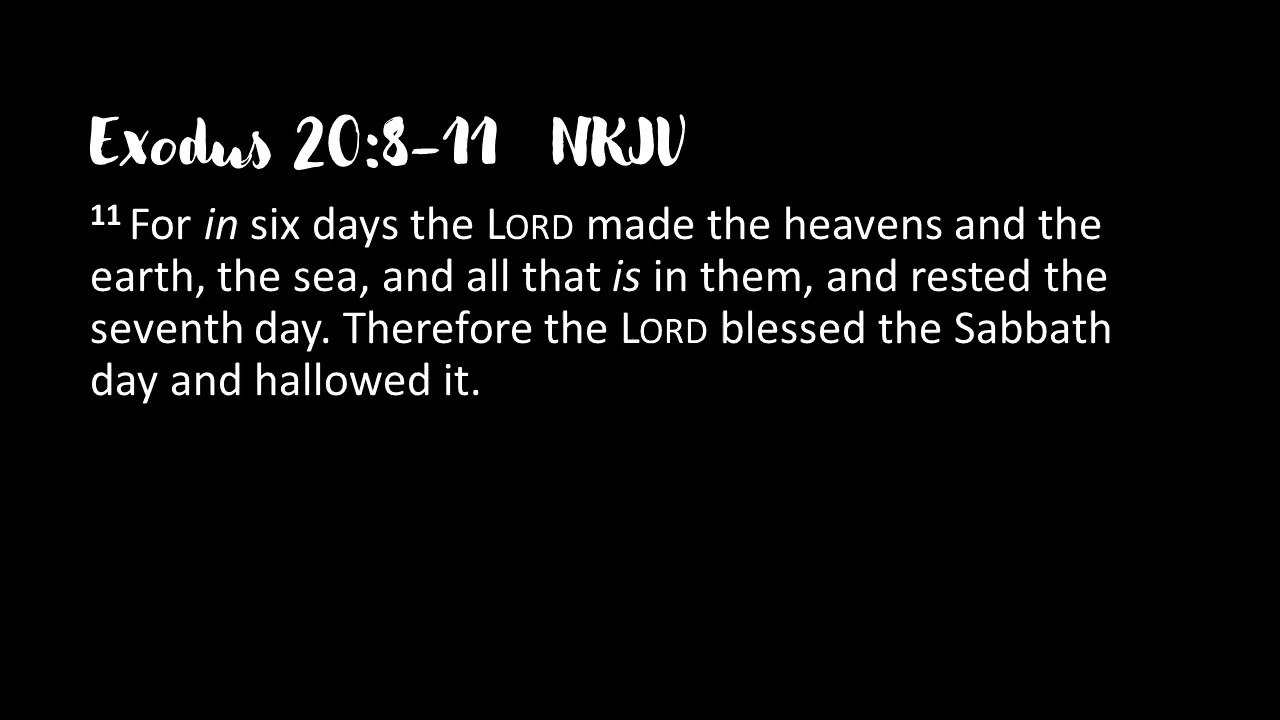 Exodus 20:8-11 NKJV
11 For in six days the LORD made the heavens and the
earth, the sea, and all that is in them, and rested the
seventh day. Therefore the LORD blessed the Sabbath
day and hallowed it.